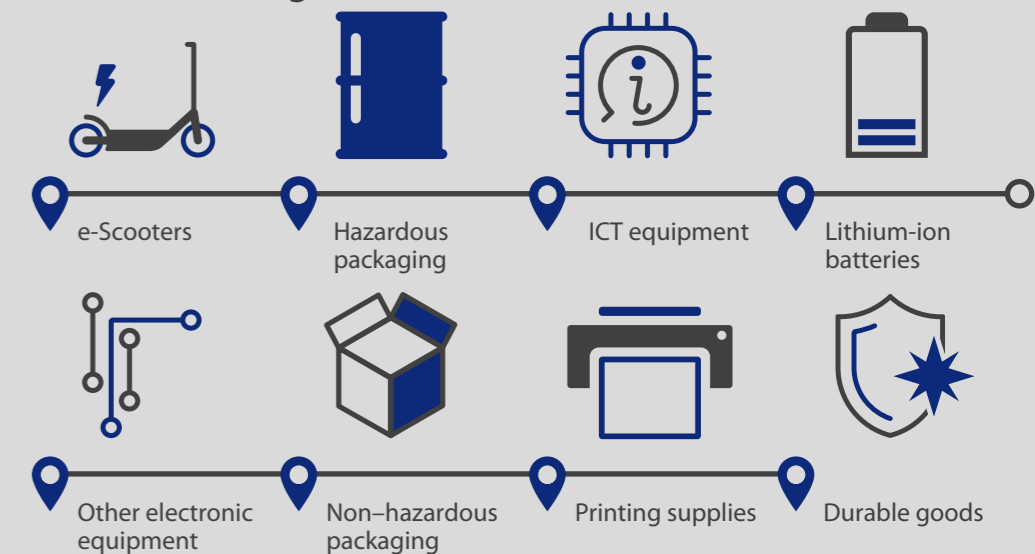 e-Scooters
Hazardous
packaging
ICT equipment
Lithium-ion
batteries
Other electronic
equipment
Non–hazardous
packaging
Printing supplies
Durable goods